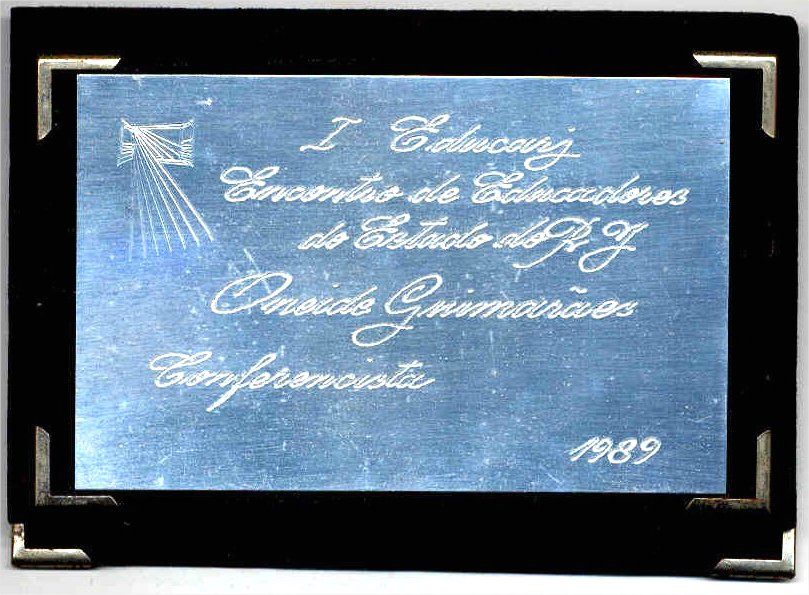 I Educarj
Encontro de Educadores
do Estado do R J
Oneide Guimarães
Conferencista
1989